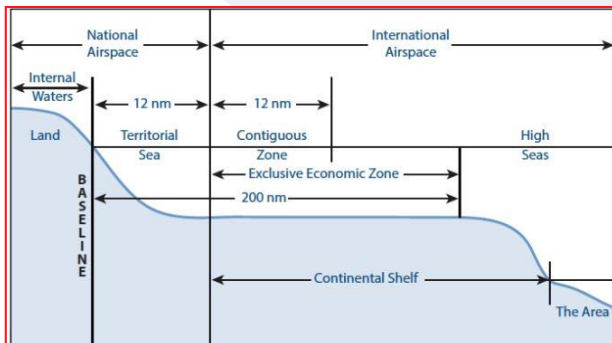 National
Airspace
International
Airspace
Internal
Waters
12 nm
12 nm
Land
Territorial
Sea
Contiguous
Zone
High
Seas
Exclusive Economic Zone
200 nm
BASELINE
Continental Shelf
The Area